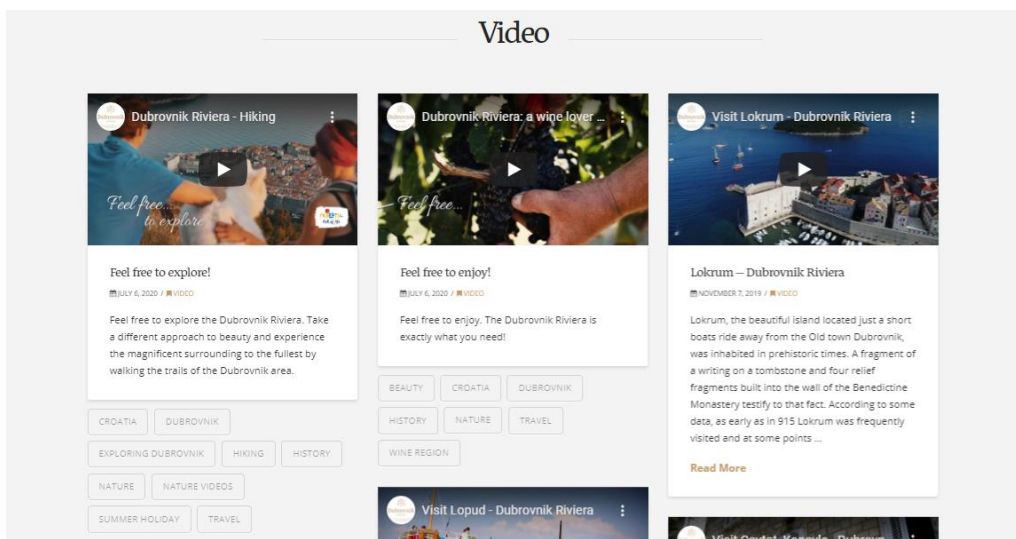 Video
Dubrovnik Riviera - Hiking
Feel free...
to explore
Feel free to explore!
JULY 6, 2020 / VIDEO
Feel free to explore the Dubrovnik Riviera. Take
a different approach to beauty and experience
the magnificent surrounding to the fullest by
walking the trails of the Dubrovnik area.
CROATIA DUBROVNIK
EXPLORING DUBROVNIK HIKING HISTORY
NATURE NATURE VIDEOS
SUMMER HOLIDAY TRAVEL
Dubrovnik Riviera: a wine lover ...
Feel free...
Feel free to enjoy!
JULY 6, 2020 / VIDEO
Feel free to enjoy. The Dubrovnik Riviera is
exactly what you need!
BEAUTY CROATIA DUBROVNIK
HISTORY NATURE TRAVEL
WINE REGION
Visit Lopud - Dubrovnik Riviera
Visit Lokrum - Dubrovnik Riviera
Lokrum – Dubrovnik Riviera
NOVEMBER 7, 2019 / VIDEO
Lokrum, the beautiful island located just a short
boats ride away from the Old town Dubrovnik,
was inhabited in prehistoric times. A fragment of
a writing on a tombstone and four relief
fragments built into the wall of the Benedictine
Monastery testify to that fact. According to some
data, as early as in 915 Lokrum was frequently
visited and at some points ...
Read More
Visit Cavtat, Konavle - Dubrovn...